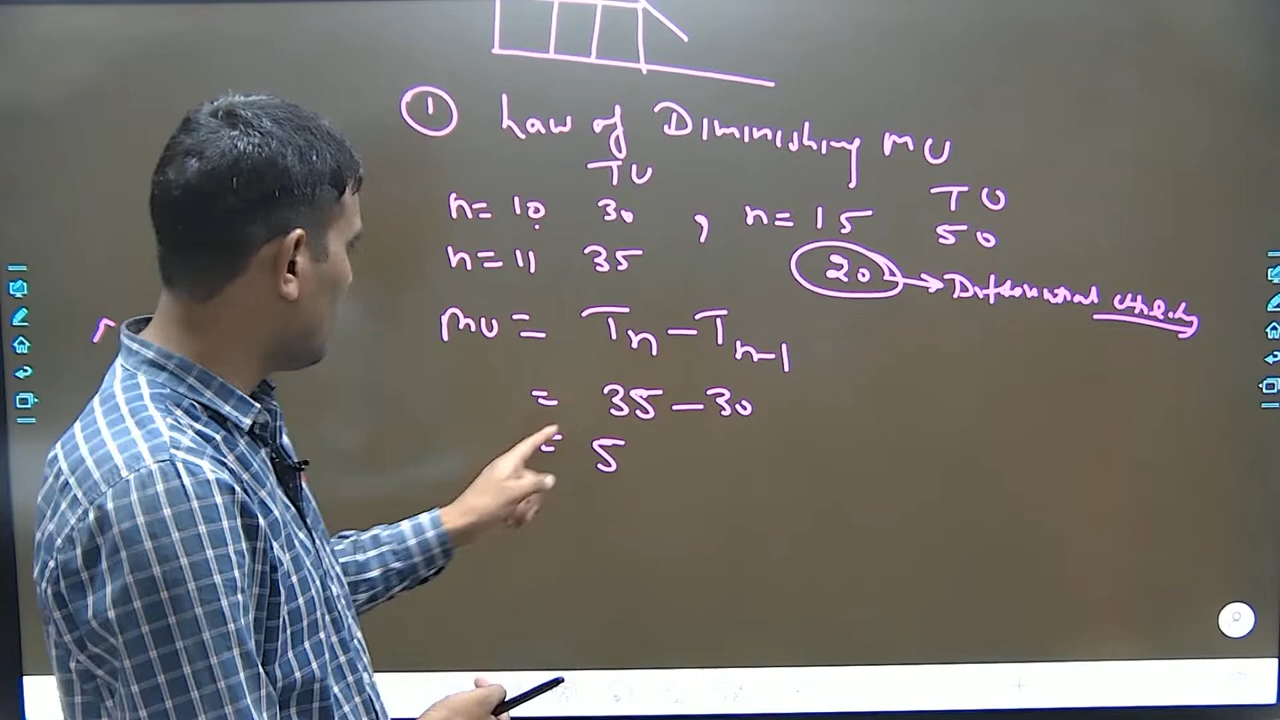 ① Law of Diminishing MU
TU
n=10 30 , n=15 TU
50
n=11 35
20 → Differential utility
MU = Tn - Tn-1
= 35 - 30
= 5